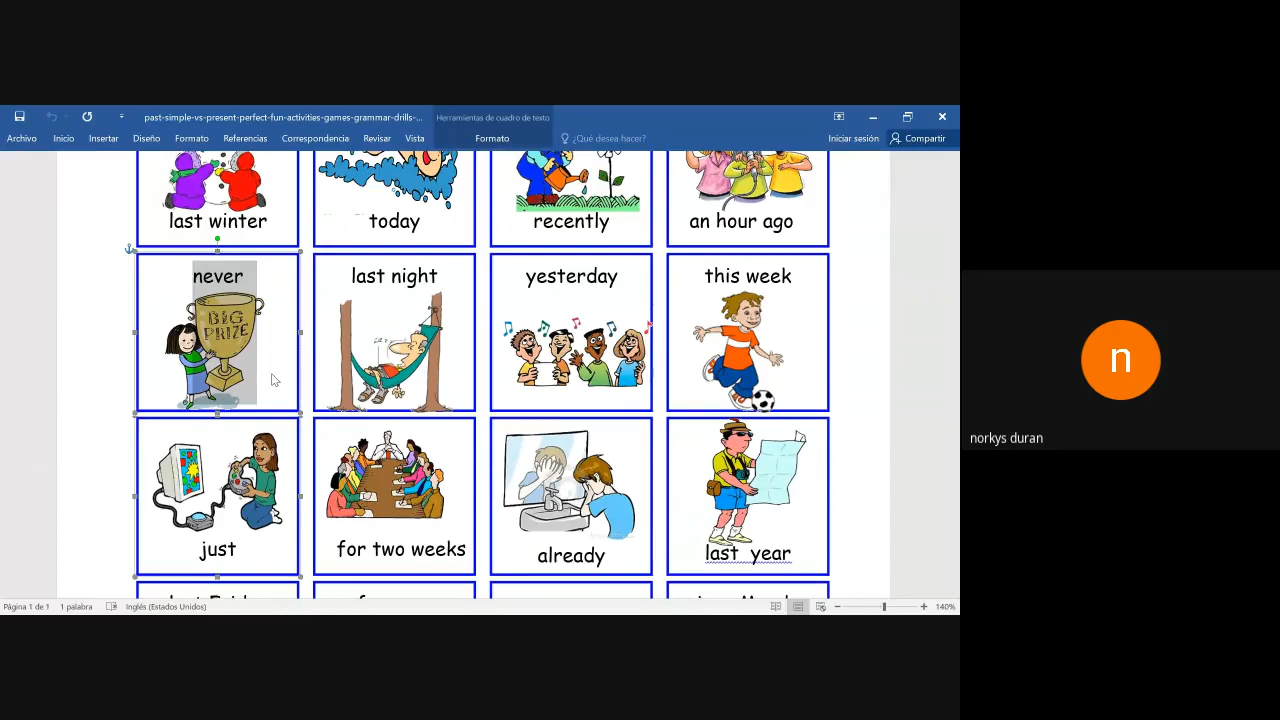 past-simple-vs-present-perfect-fun-activities-games-grammar-drills-...
Herramientas de cuadro de texto
Archivo Inicio Insertar Diseño Formato Referencias Correspondencia Revisar Vista Formato ¿Qué desea hacer? Iniciar sesión Compartir
last winter today recently an hour ago
never last night yesterday this week
BIG
PRIZE
just for two weeks already last year
Página 1 de 1 1 palabra Inglés (Estados Unidos) 140%
n
norkys duran